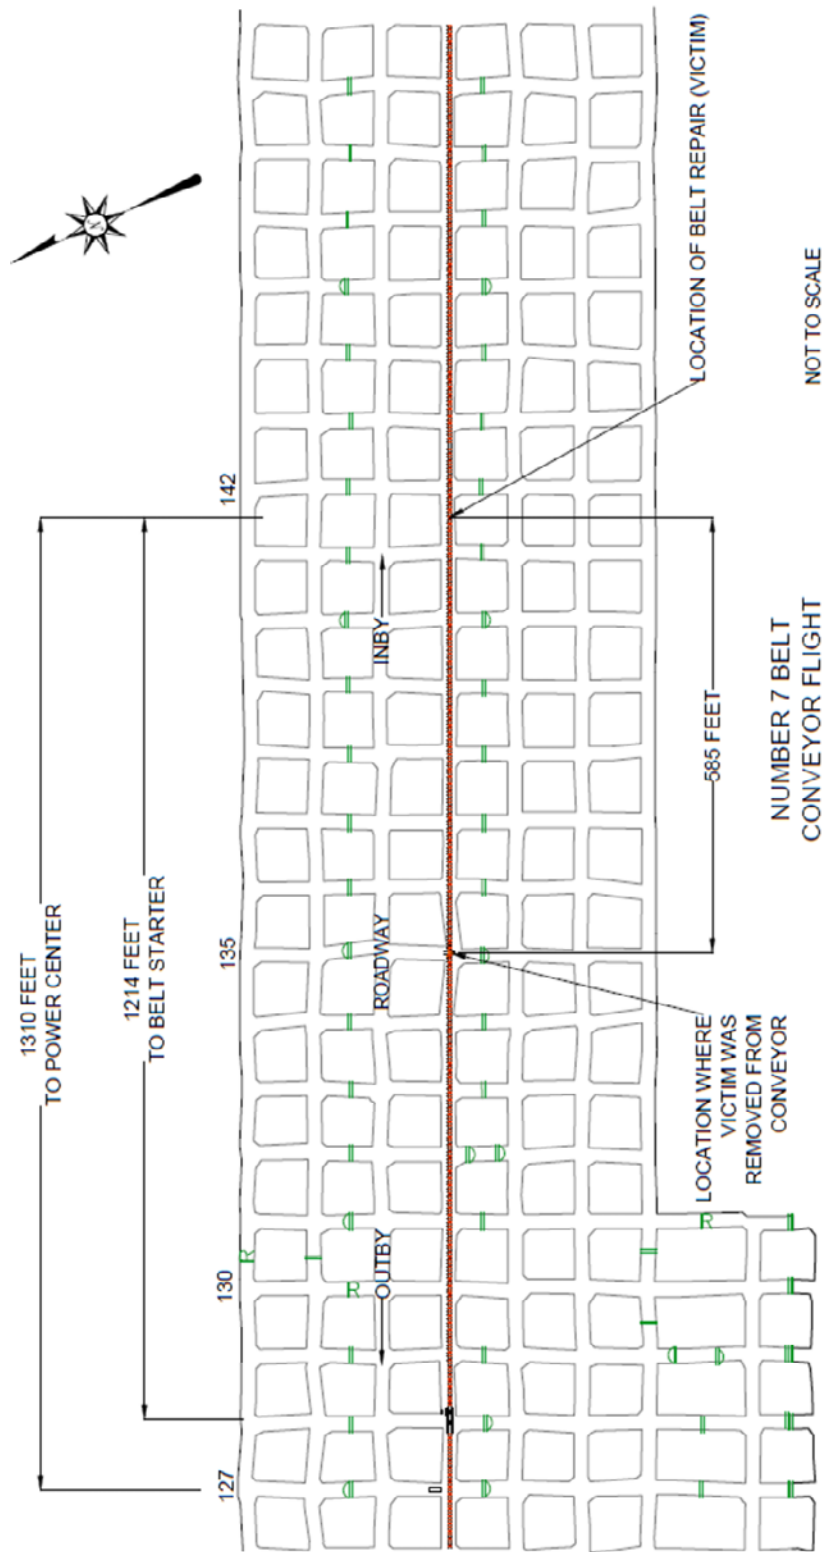 1310 FEET
TO POWER CENTER
1214 FEET
TO BELT STARTER
127
130
135
142
OUTBY
ROADWAY
INBY
R
R
R
N
LOCATION OF BELT REPAIR (VICTIM)
585 FEET
LOCATION WHERE
VICTIM WAS
REMOVED FROM
CONVEYOR
NUMBER 7 BELT
CONVEYOR FLIGHT
NOT TO SCALE